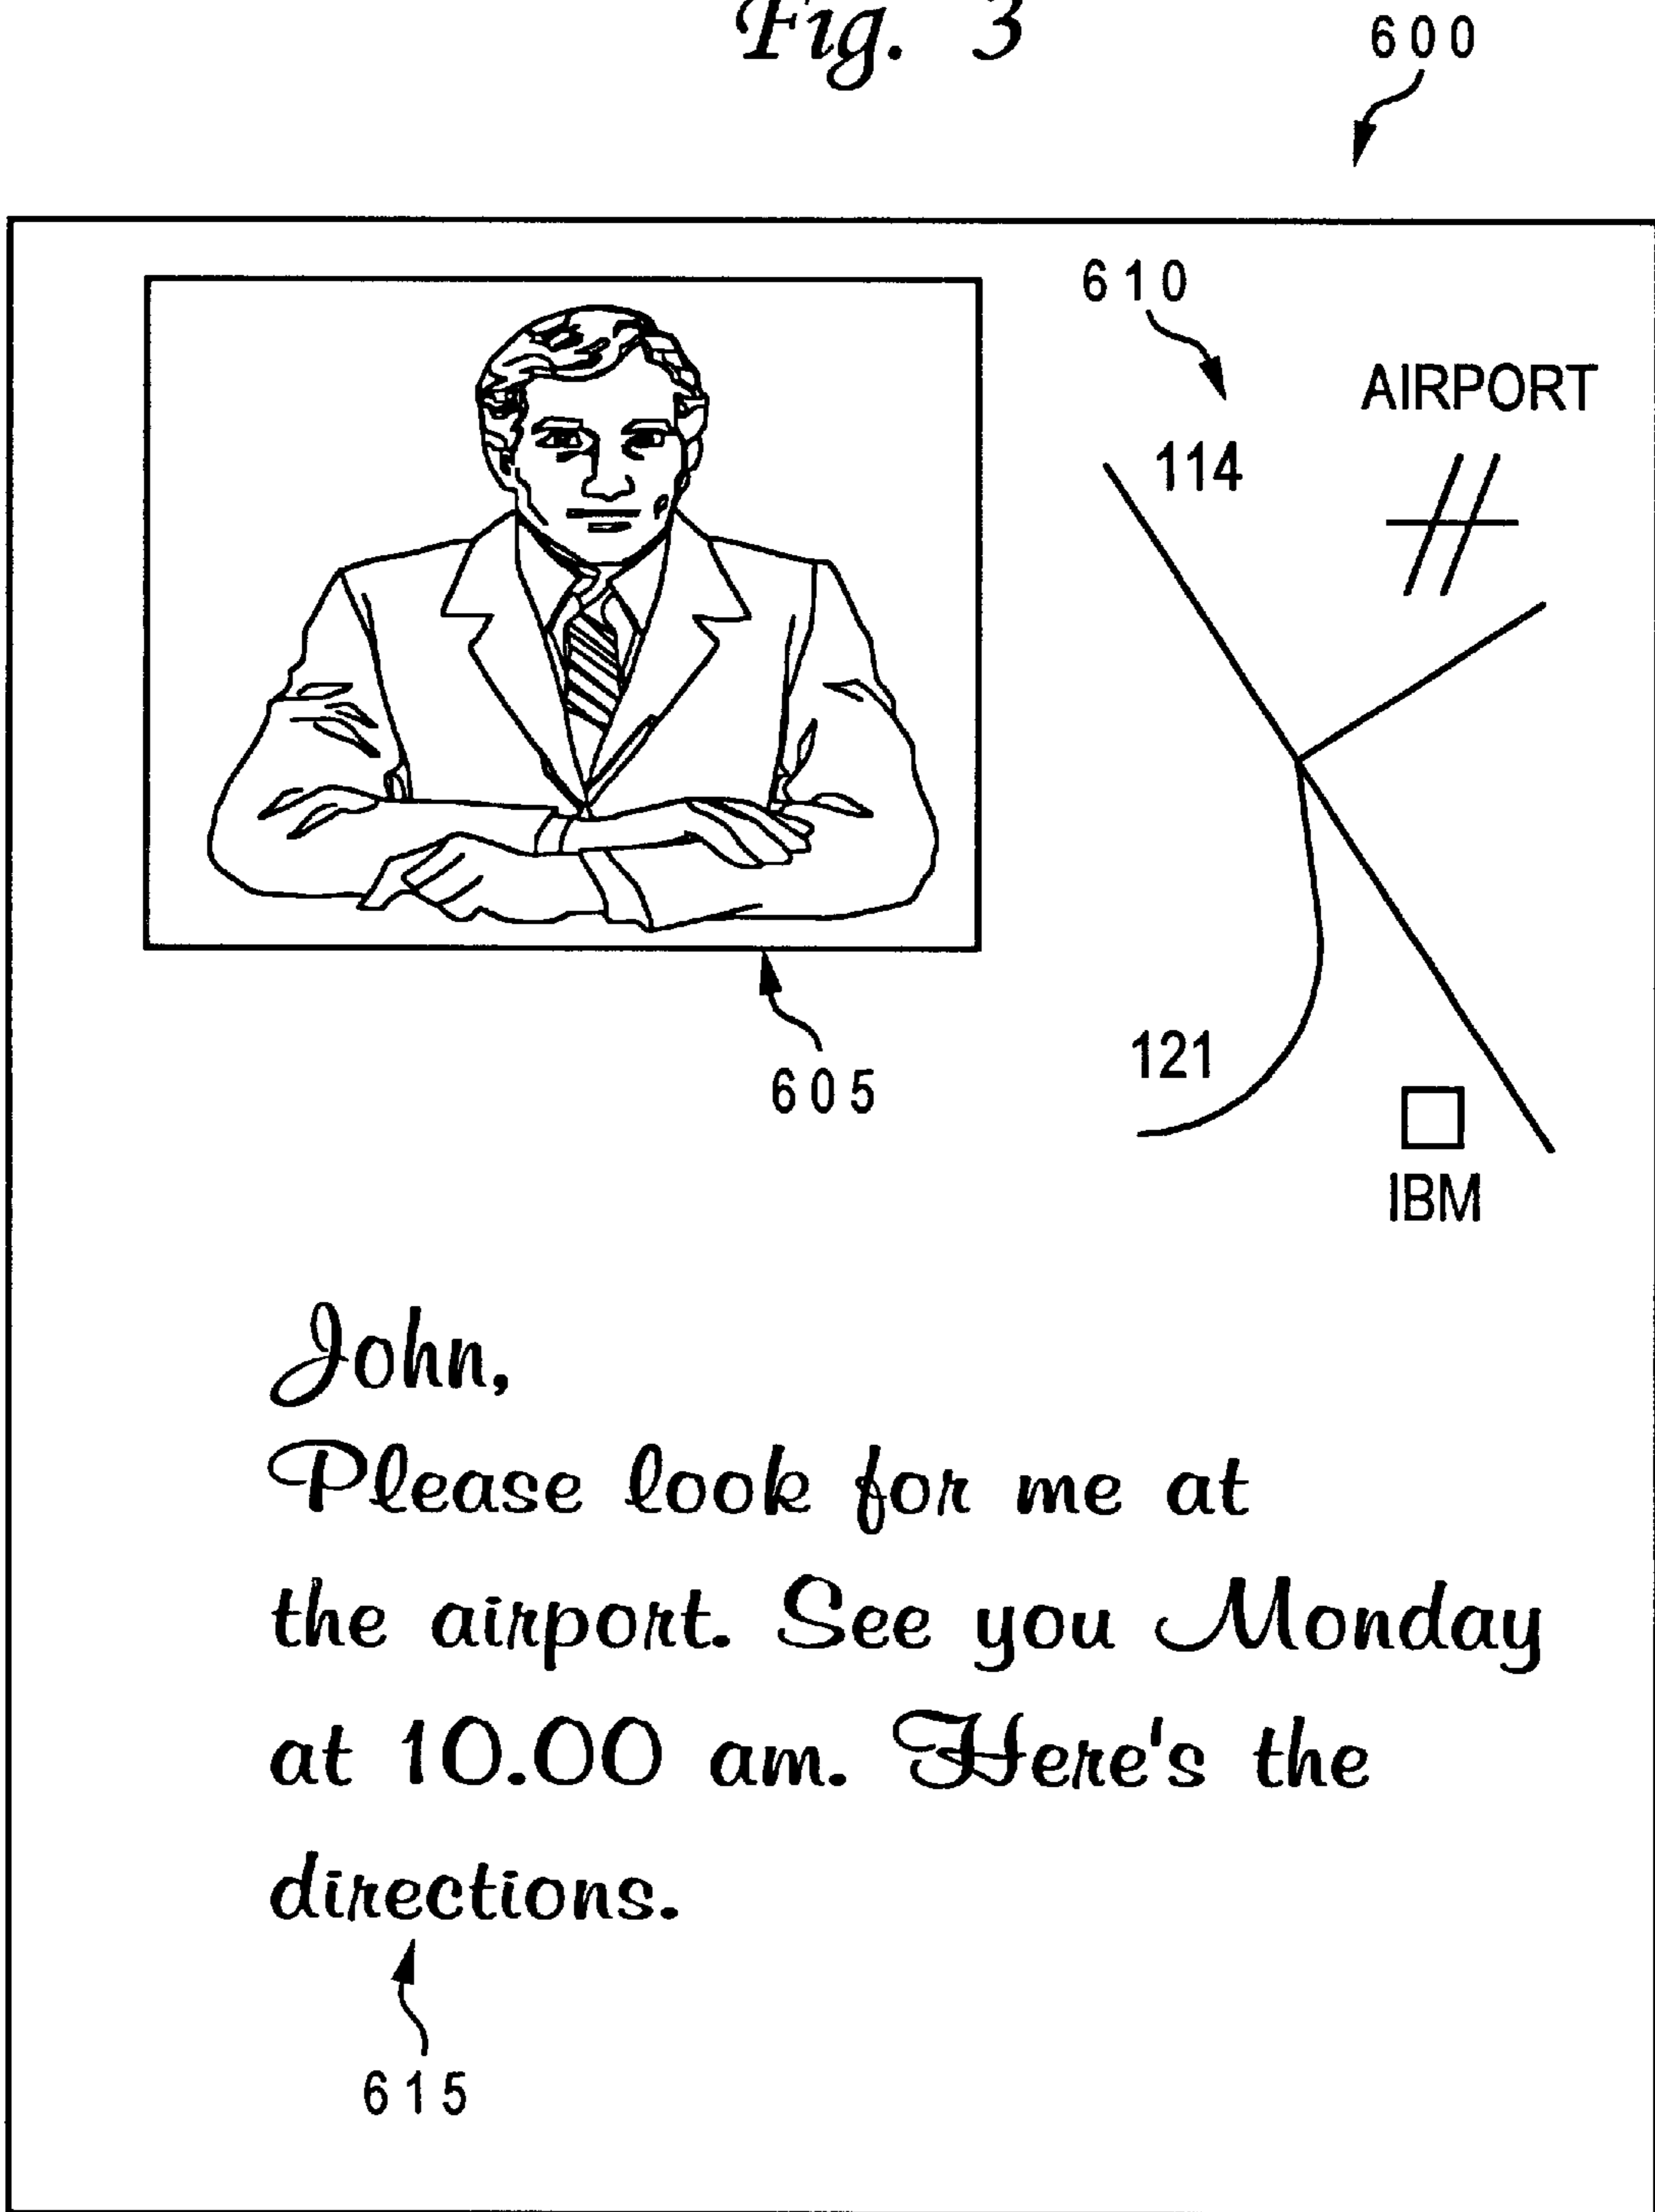 Fig. 3
600
610
AIRPORT
114
121
605
IBM
John,
Please look for me at
the airport. See you Monday
at 10.00 am. Here's the
directions.
615